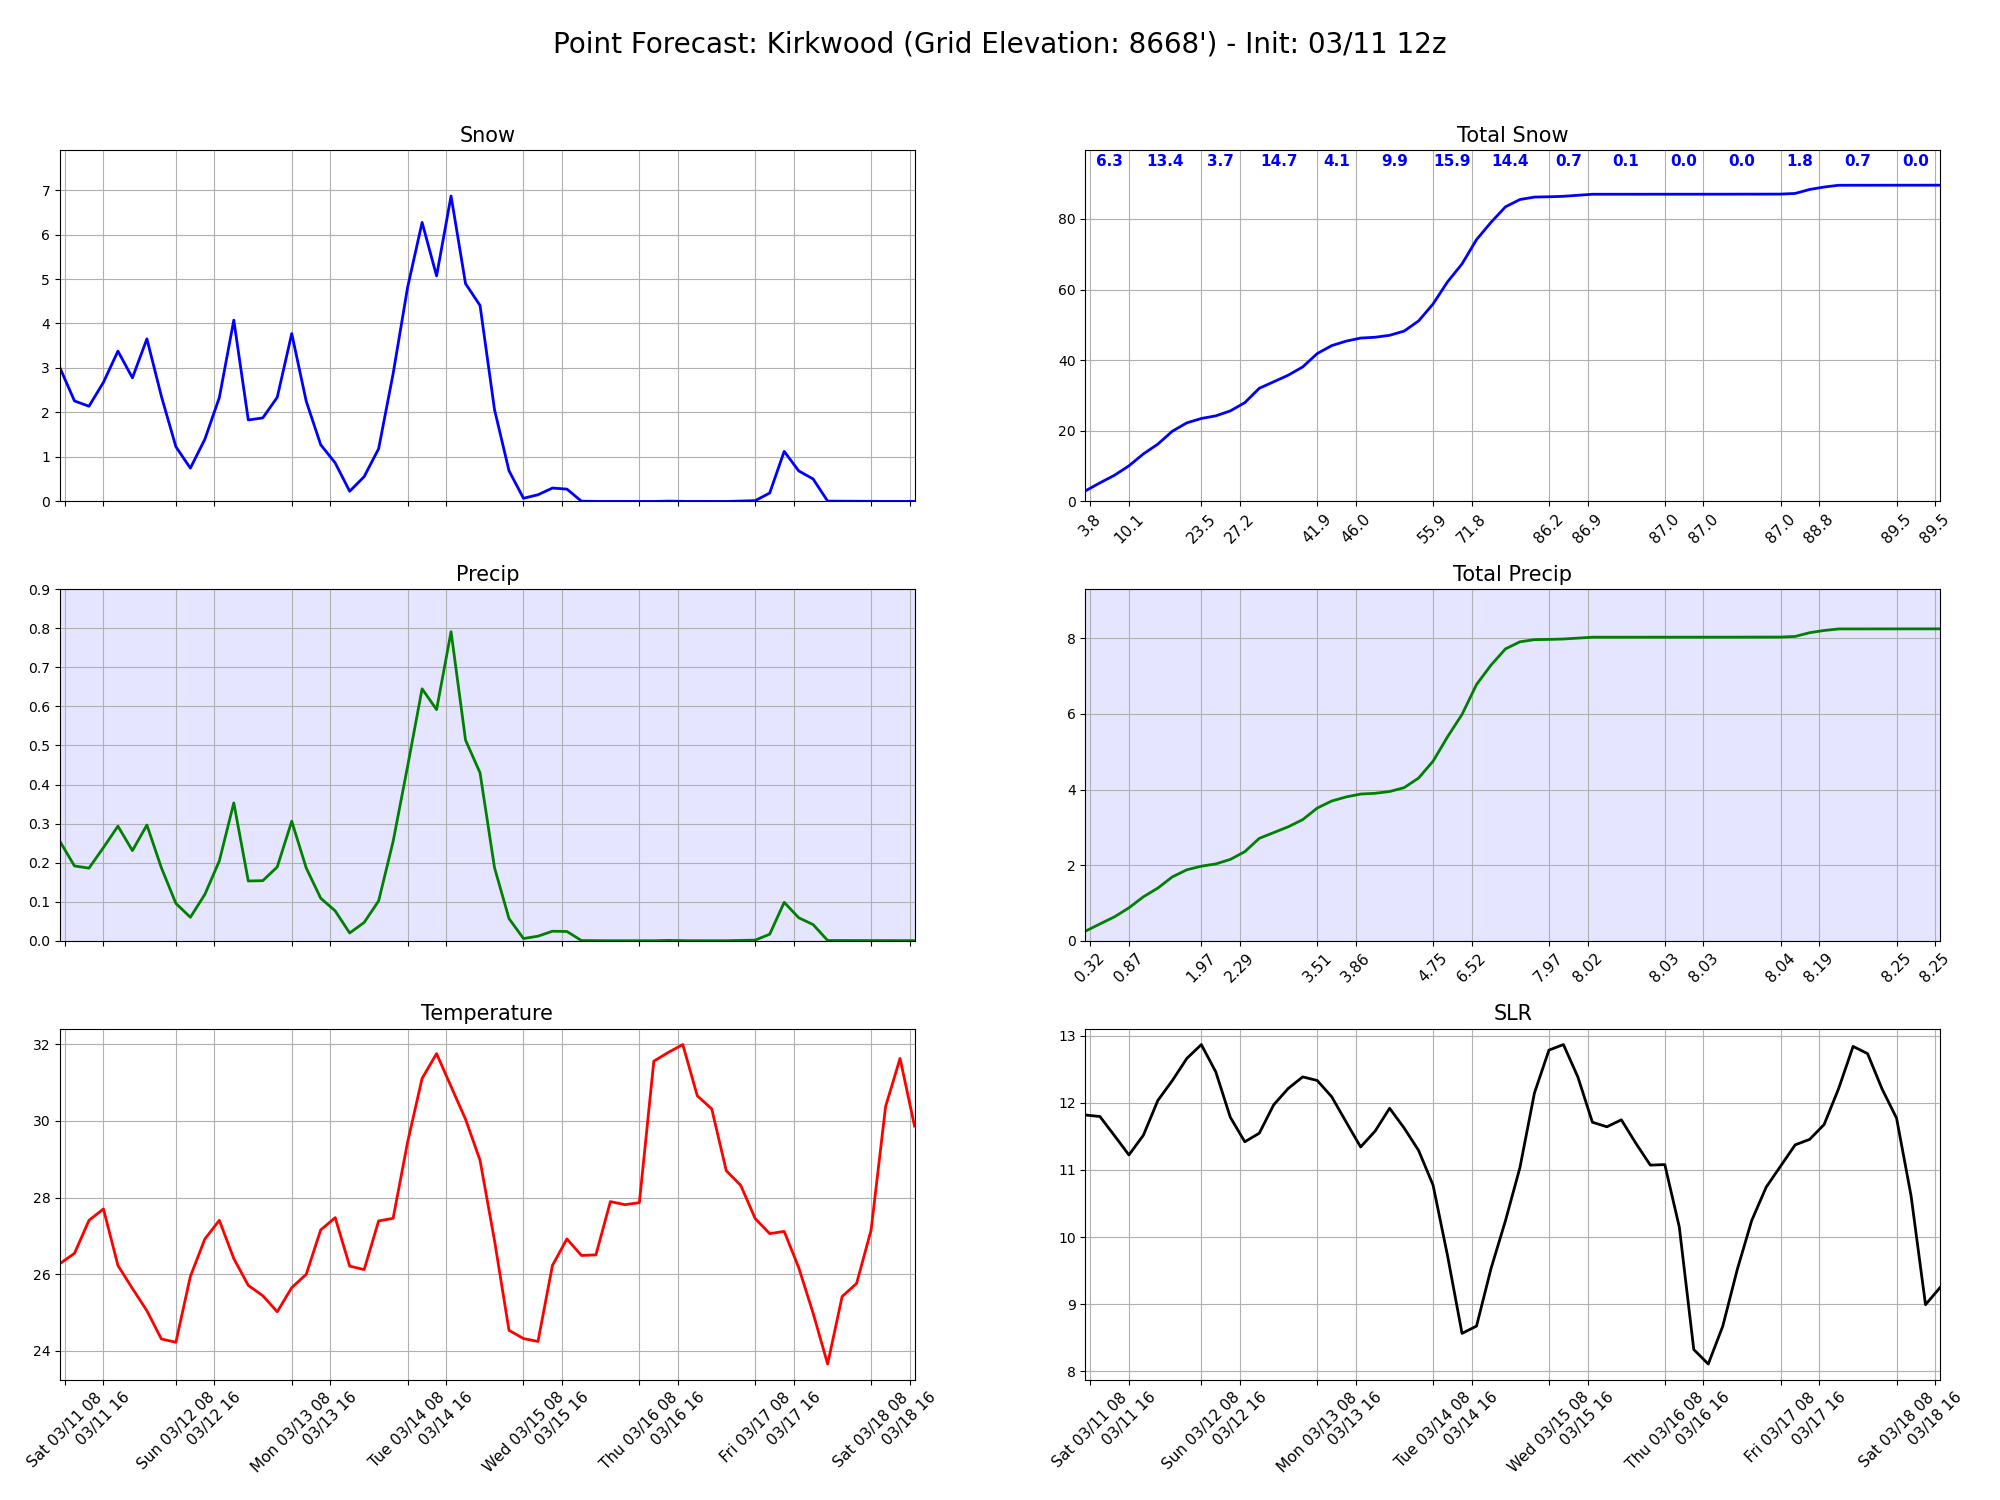 Point Forecast: Kirkwood (Grid Elevation: 8668') - Init: 03/11 12z
Snow
7
6
5
4
3
2
1
0
Total Snow
6.3 13.4 3.7 14.7 4.1 9.9 15.9 14.4 0.7 0.1 0.0 0.0 1.8 0.7 0.0
80
60
40
20
0
3.8 10.1 23.5 27.2 41.9 46.0 55.9 71.8 86.2 86.9 87.0 87.0 87.0 88.8 89.5 89.5
Precip
0.9
0.8
0.7
0.6
0.5
0.4
0.3
0.2
0.1
0.0
Total Precip
8
6
4
2
0
0.32 0.87 1.97 2.29 3.51 3.86 4.75 6.52 7.97 8.02 8.03 8.03 8.04 8.19 8.25 8.25
Temperature
32
30
28
26
24
Sat 03/11 08
03/11 16
Sun 03/12 08
03/12 16
Mon 03/13 08
03/13 16
Tue 03/14 08
03/14 16
Wed 03/15 08
03/15 16
Thu 03/16 08
03/16 16
Fri 03/17 08
03/17 16
Sat 03/18 08
03/18 16
SLR
13
12
11
10
9
8
Sat 03/11 08
03/11 16
Sun 03/12 08
03/12 16
Mon 03/13 08
03/13 16
Tue 03/14 08
03/14 16
Wed 03/15 08
03/15 16
Thu 03/16 08
03/16 16
Fri 03/17 08
03/17 16
Sat 03/18 08
03/18 16